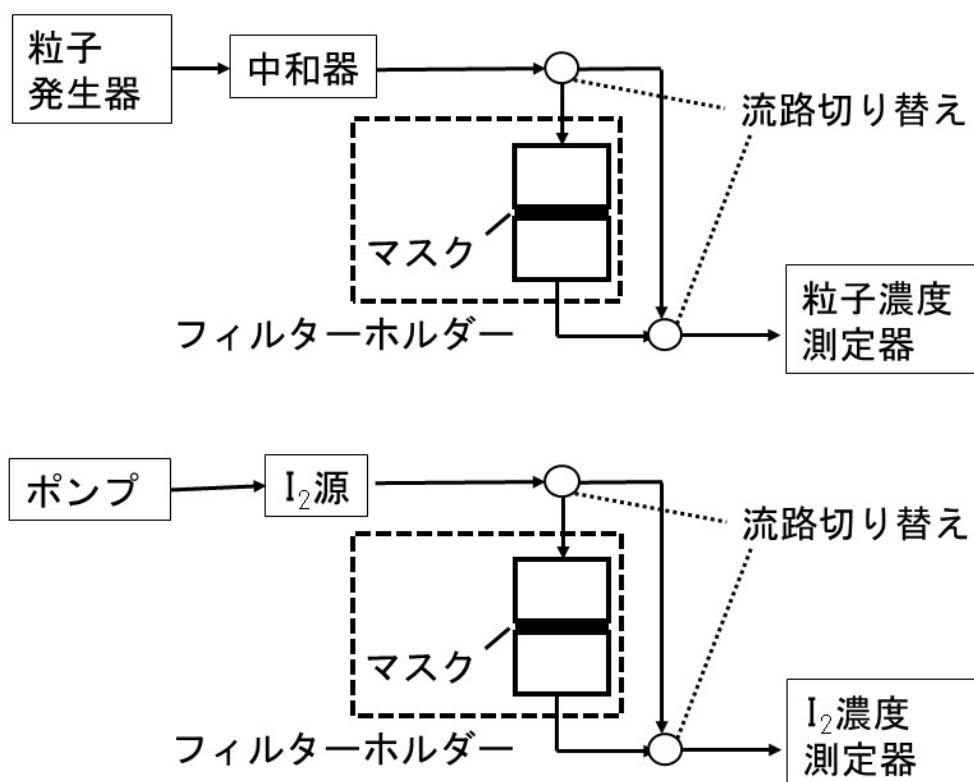 粒子
発生器
中和器
流路切り替え
マスク
フィルターホルダー
粒子濃度
測定器
ポンプ
I₂源
流路切り替え
マスク
フィルターホルダー
I₂濃度
測定器